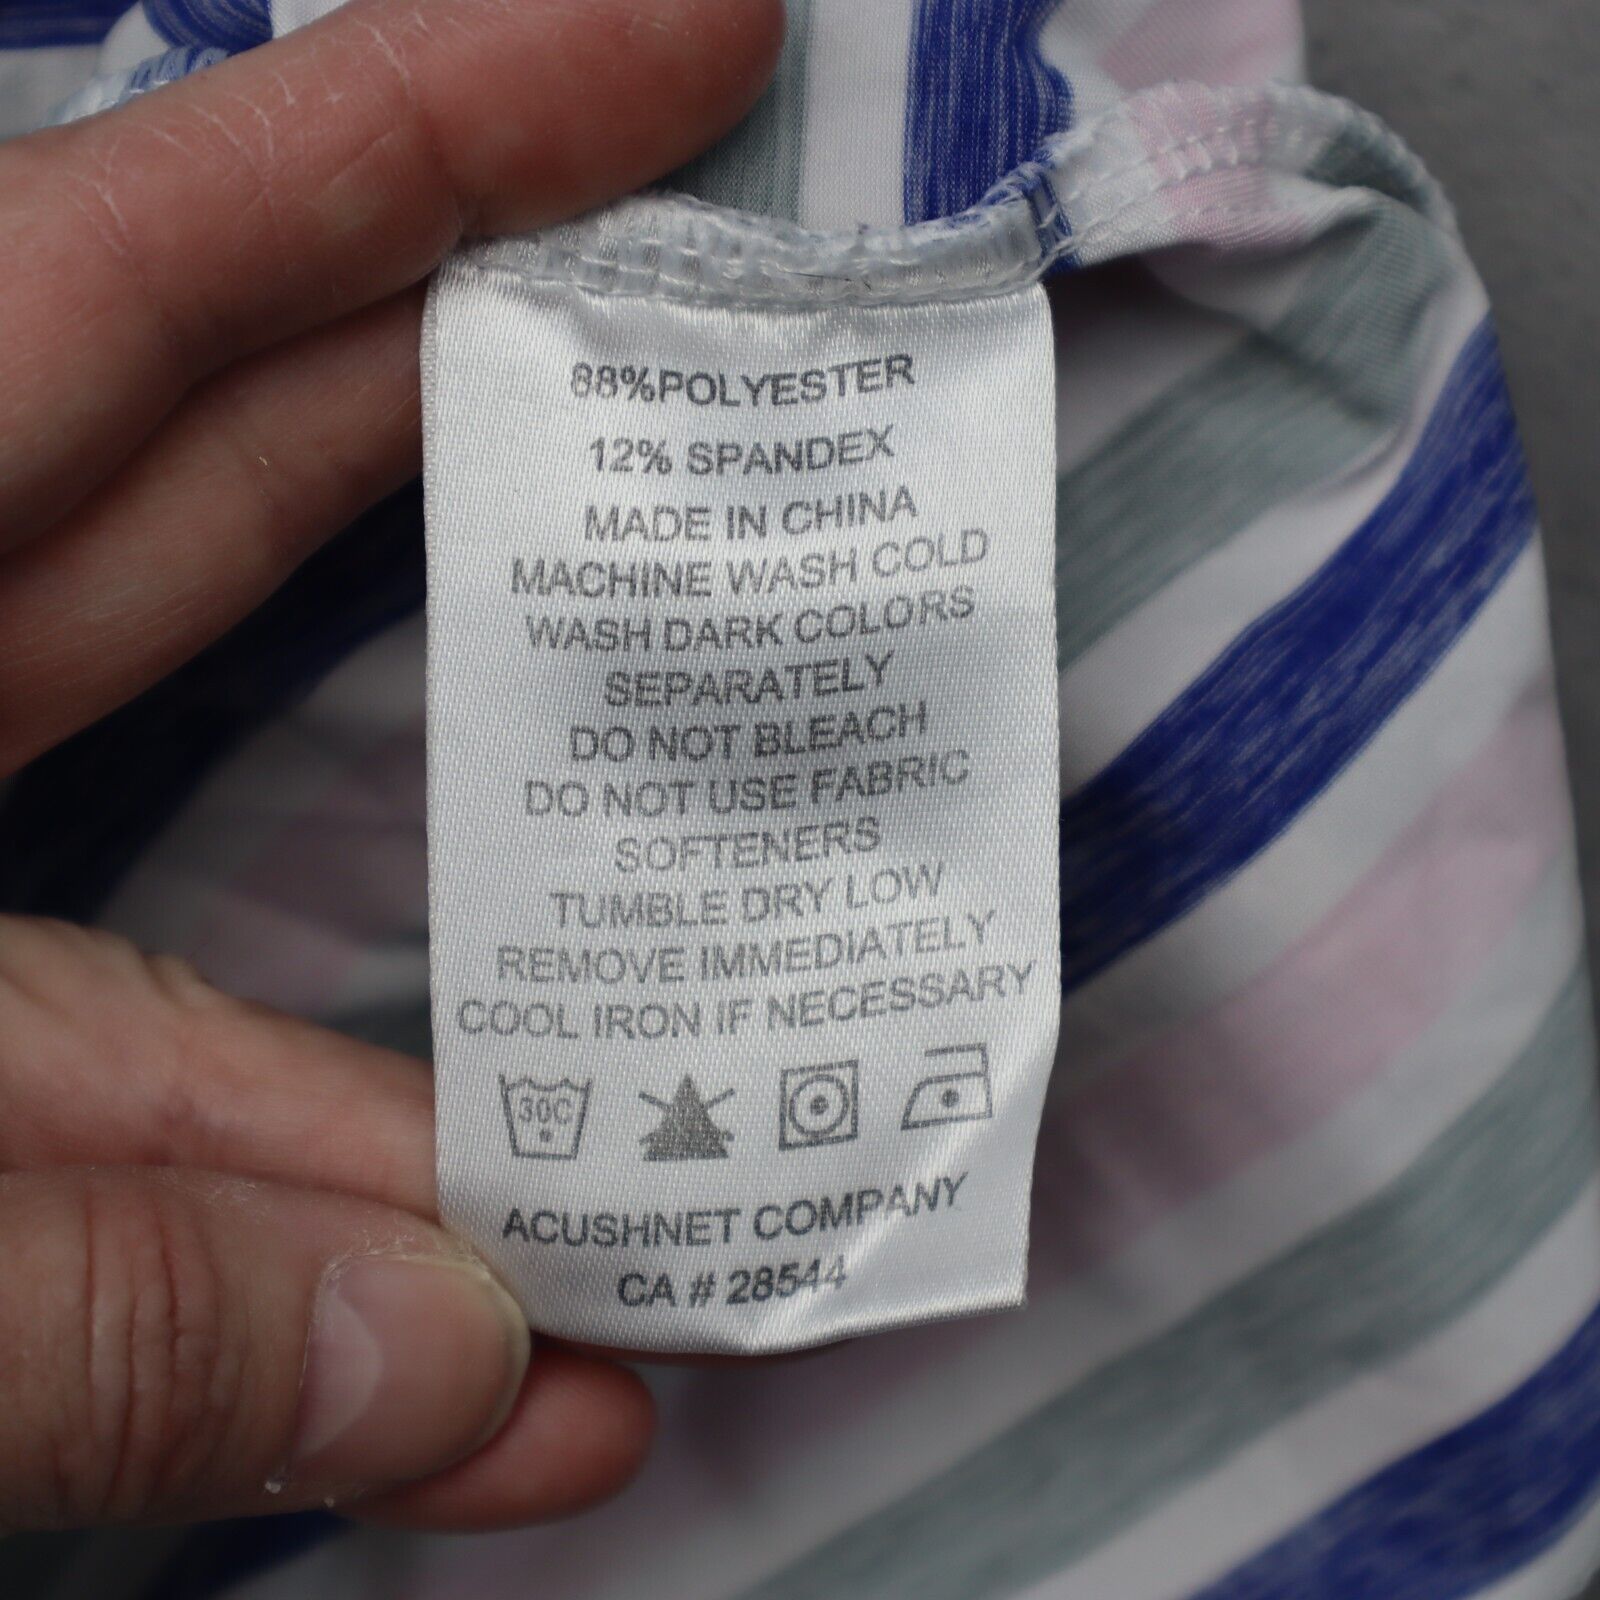 88%POLYESTER
12% SPANDEX
MADE IN CHINA
MACHINE WASH COLD
WASH DARK COLORS
SEPARATELY
DO NOT BLEACH
DO NOT USE FABRIC
SOFTENERS
TUMBLE DRY LOW
REMOVE IMMEDIATELY
COOL IRON IF NECESSARY
30C
ACUSHNET COMPANY
CA # 28544